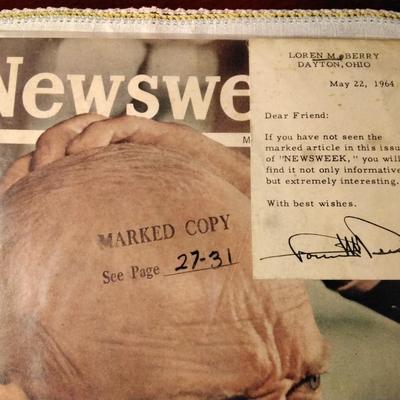 Newswe
LOREN M. BERRY
DAYTON, OHIO
May 22, 1964
Dear Friend:
If you have not seen the
marked article in this issu
of "NEWSWEEK," you will
find it not only informative
but extremely interesting.
With best wishes.
MARKED COPY
See Page 27-31